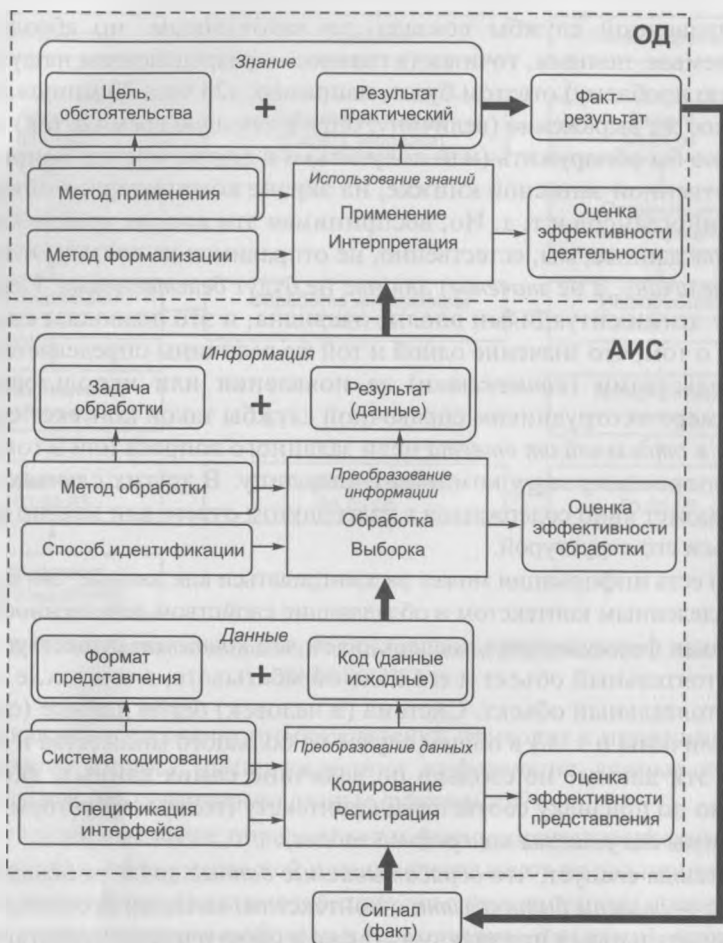 ОД
Знание
Цель,
обстоятельства
+
Результат
практический
Факт—
результат
Метод применения
Метод формализации
Использование знаний
Применение
Интерпретация
Оценка
эффективности
деятельности
АИС
Информация
Задача
обработки
+
Результат
(данные)
Метод обработки
Способ идентификации
Преобразование
информации
Обработка
Выборка
Оценка
эффективности
обработки
Данные
Формат
представления
+
Код (данные
исходные)
Система кодирования
Спецификация
интерфейса
Преобразование данных
Кодирование
Регистрация
Оценка
эффективности
представления
Сигнал
(факт)